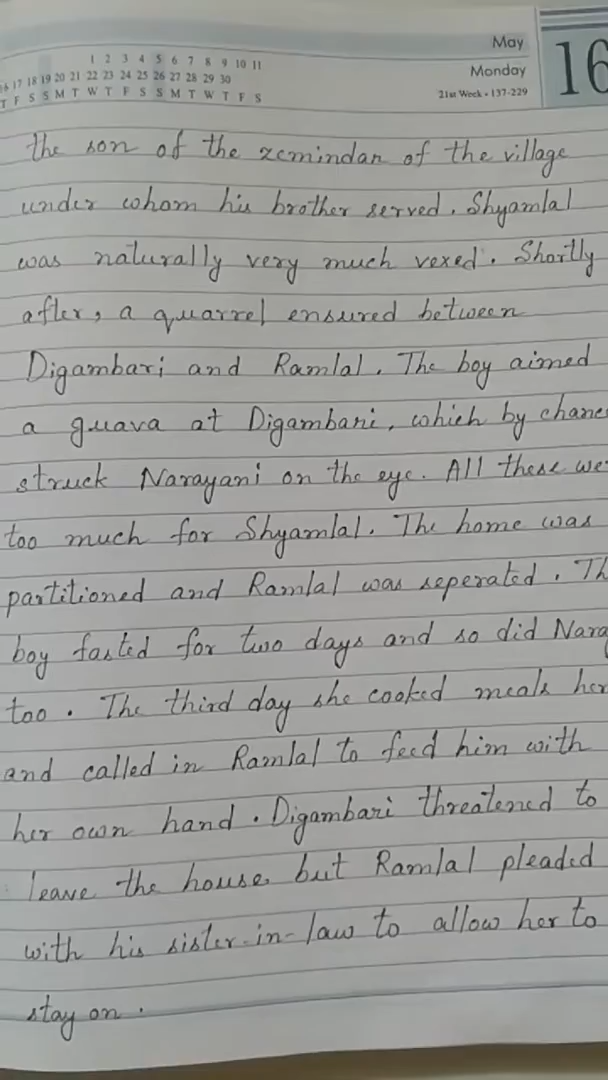 May
Monday
21st Week • 137-229
16
1 2 3 4 5 6 7 8 9 10 11
16 17 18 19 20 21 22 23 24 25 26 27 28 29 30
T F S S M T W T F S S M T W T F S
the son of the zemindar of the village
under whom his brother served. Shyamlal
was naturally very much vexed. Shortly
after, a quarrel ensured between
Digambari and Ramlal. The boy aimed
a guava at Digambari, which by chance
struck Narayani on the eye. All these we
too much for Shyamlal. The home was
partitioned and Ramlal was seperated. Th
boy fasted for two days and so did Nara
too. The third day she cooked meals her
and called in Ramlal to feed him with
her own hand. Digambari threatened to
leave the house but Ramlal pleaded
with his sister-in-law to allow her to
stay on.